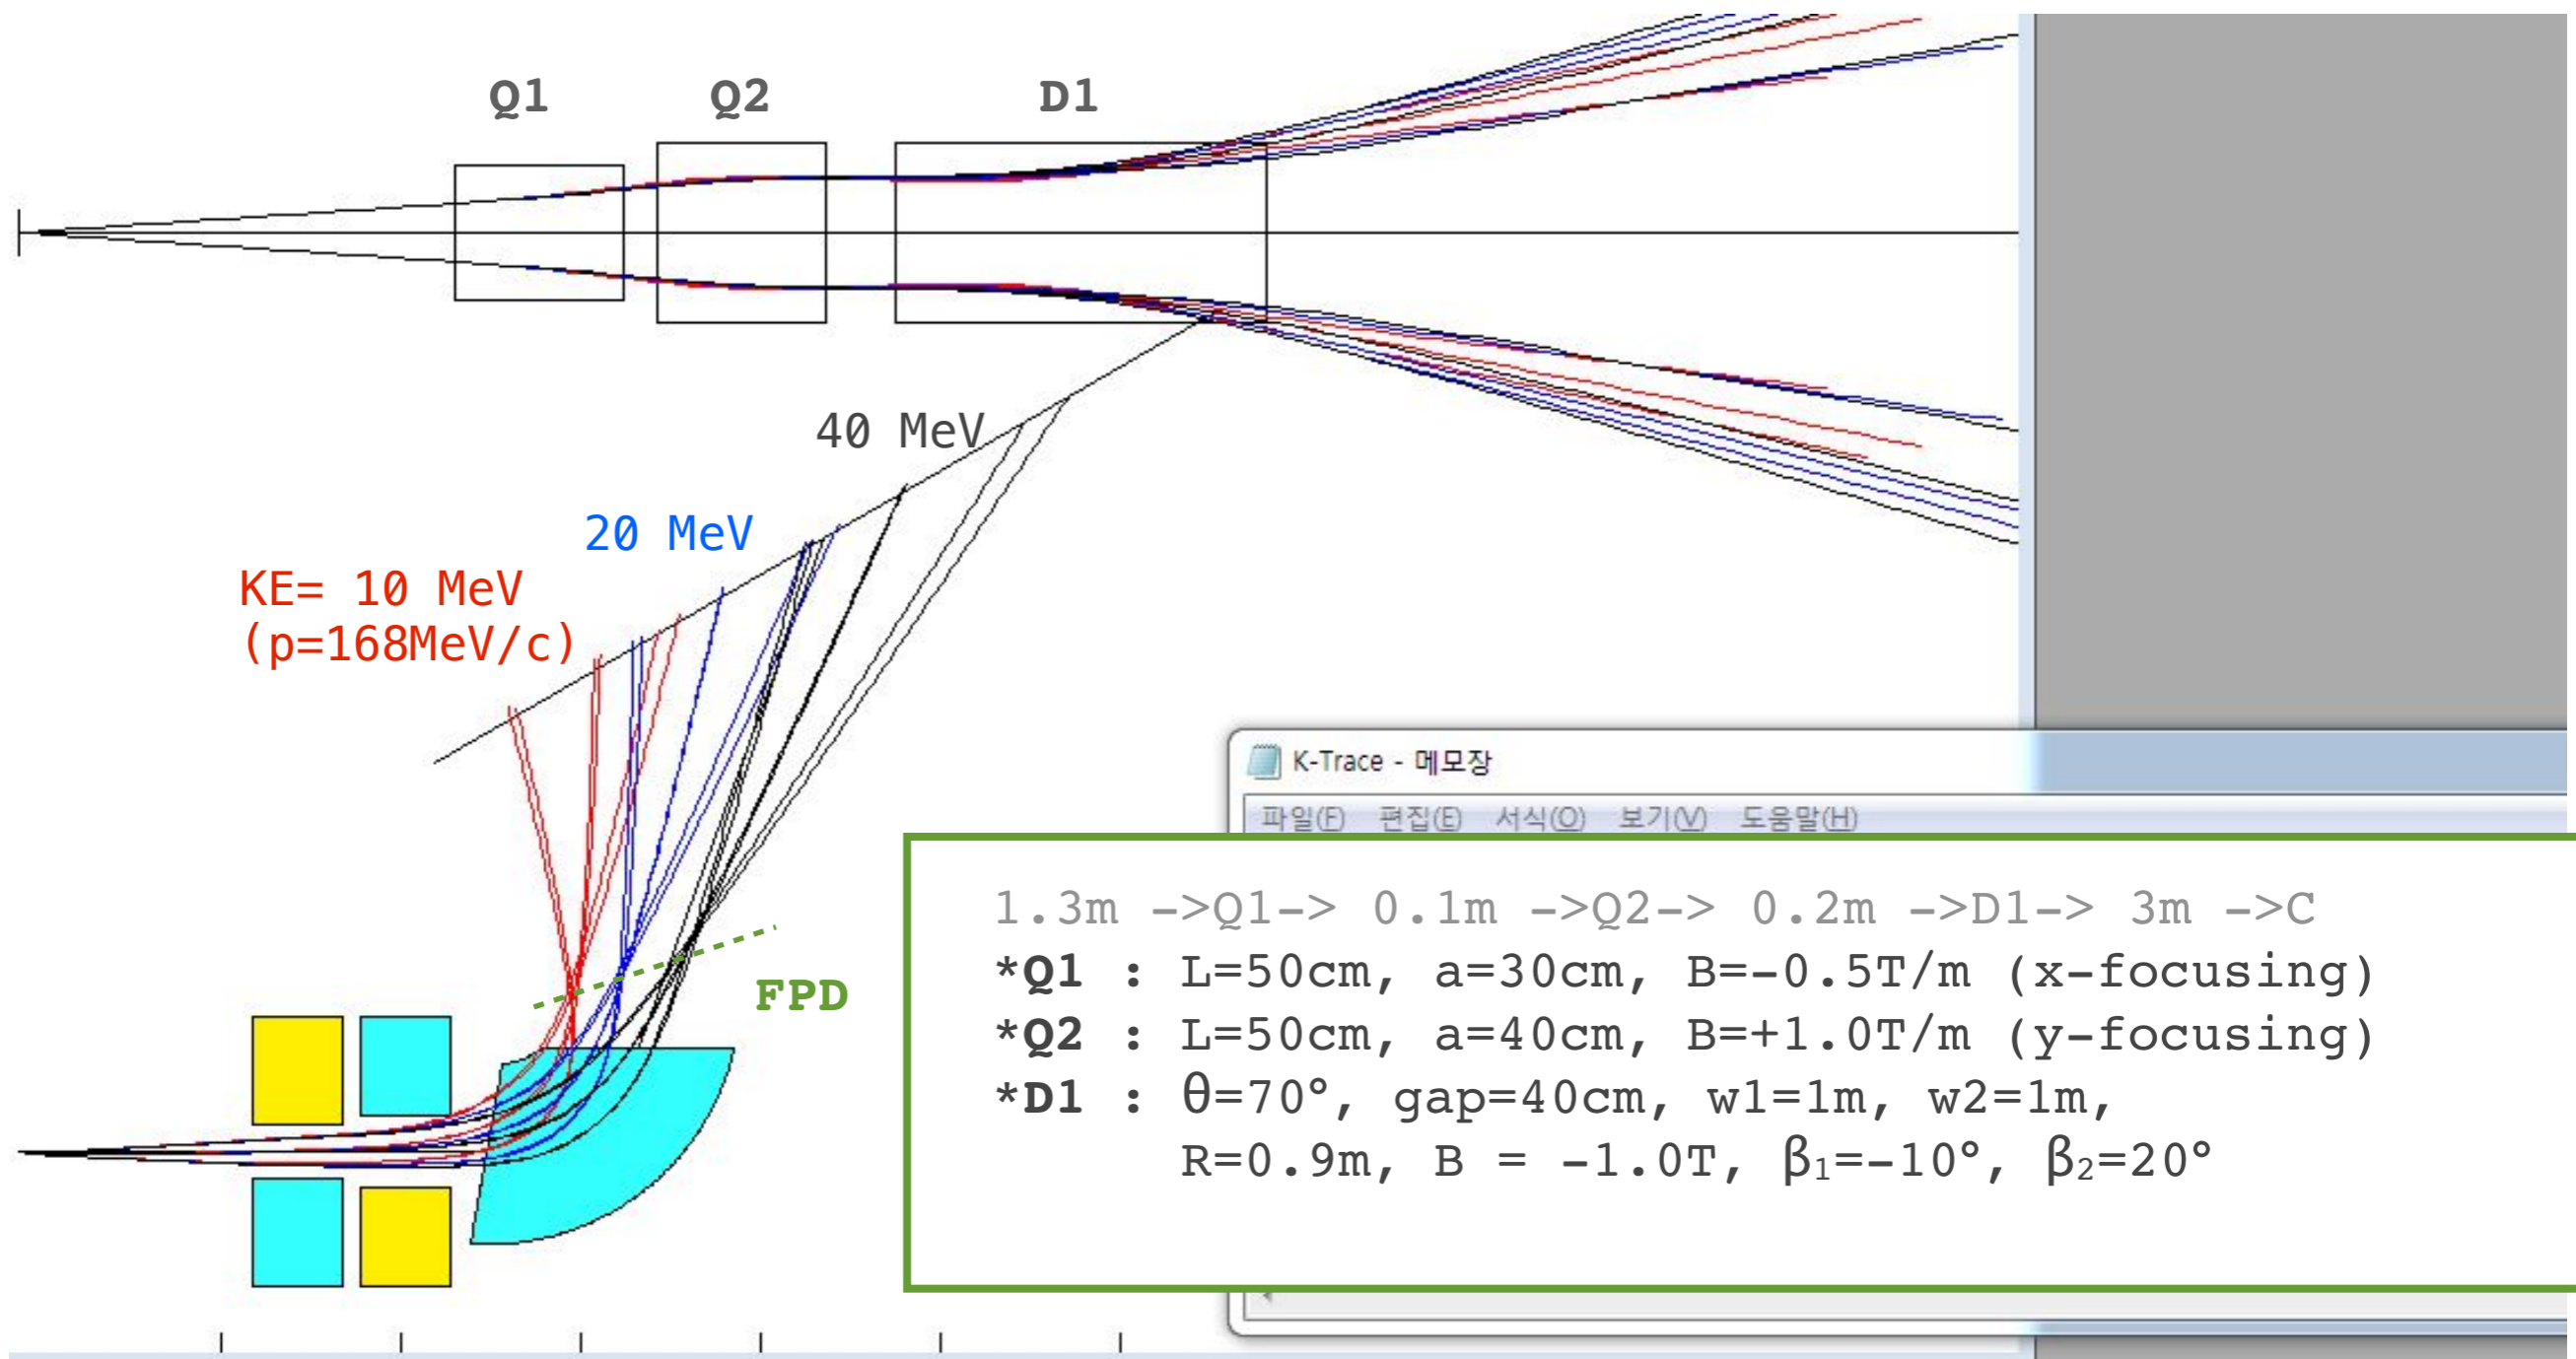 Q1 Q2 D1
40 MeV
20 MeV
KE= 10 MeV
(p=168MeV/c)
FPD
K-Trace - 메모장
파일(F) 편집(E) 서식(O) 보기(V) 도움말(H)
1.3m ->Q1-> 0.1m ->Q2-> 0.2m ->D1-> 3m ->C
*Q1 : L=50cm, a=30cm, B=-0.5T/m (x-focusing)
*Q2 : L=50cm, a=40cm, B=+1.0T/m (y-focusing)
*D1 : θ=70°, gap=40cm, w1=1m, w2=1m,
R=0.9m, B = -1.0T, β₁=-10°, β₂=20°